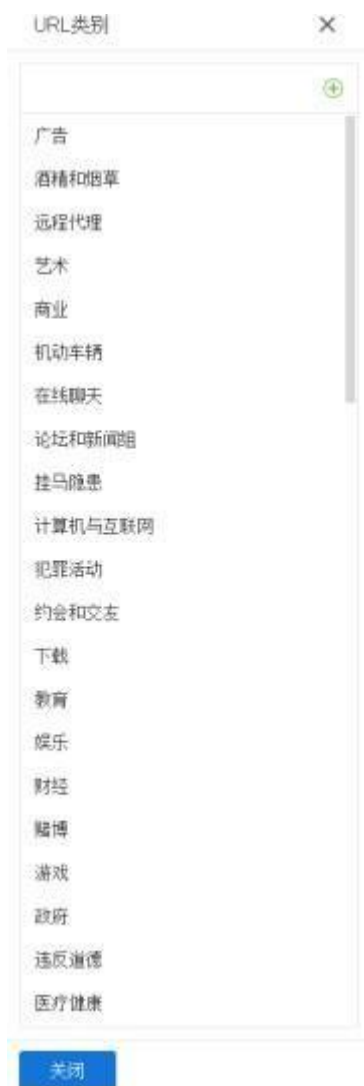 URL类别
广告
酒精和烟草
远程代理
艺术
商业
机动车辆
在线聊天
论坛和新闻组
挂马隐患
计算机与互联网
犯罪活动
约会和交友
下载
教育
娱乐
财经
赌博
游戏
政府
违反道德
医疗健康
关闭